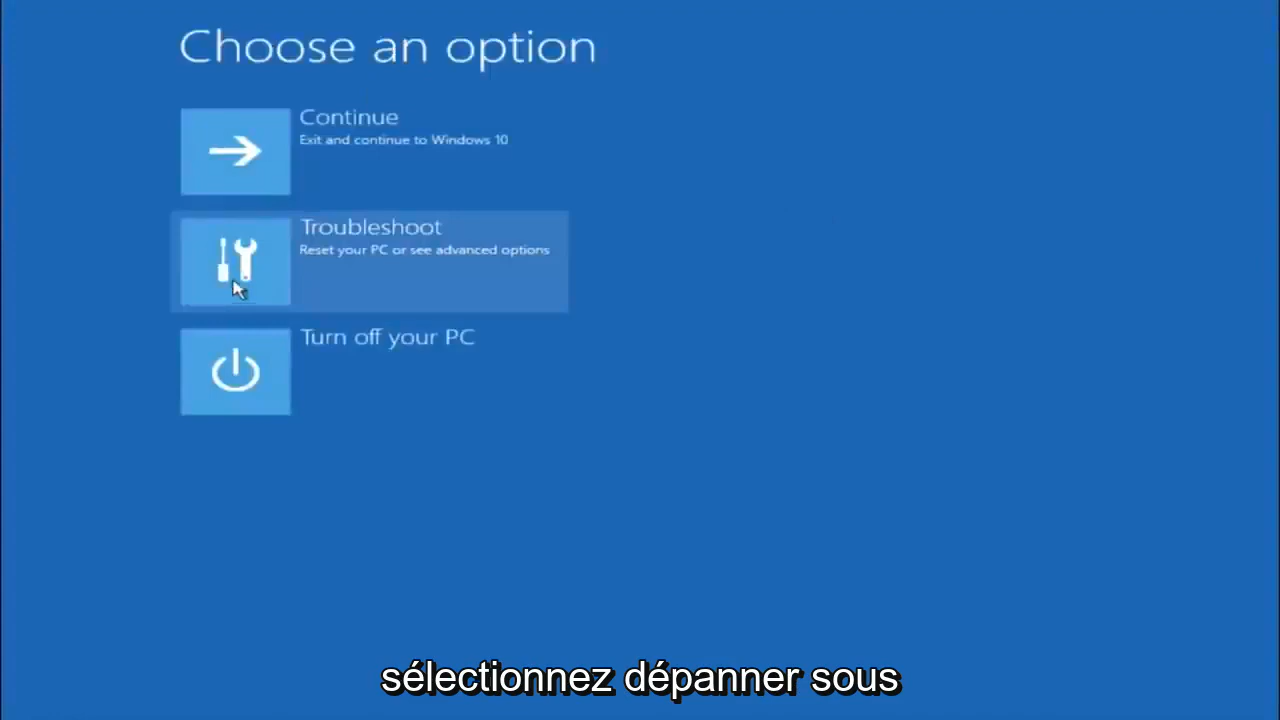 Choose an option
Continue
Exit and continue to Windows 10
Troubleshoot
Reset your PC or see advanced options
Turn off your PC
sélectionnez dépanner sous